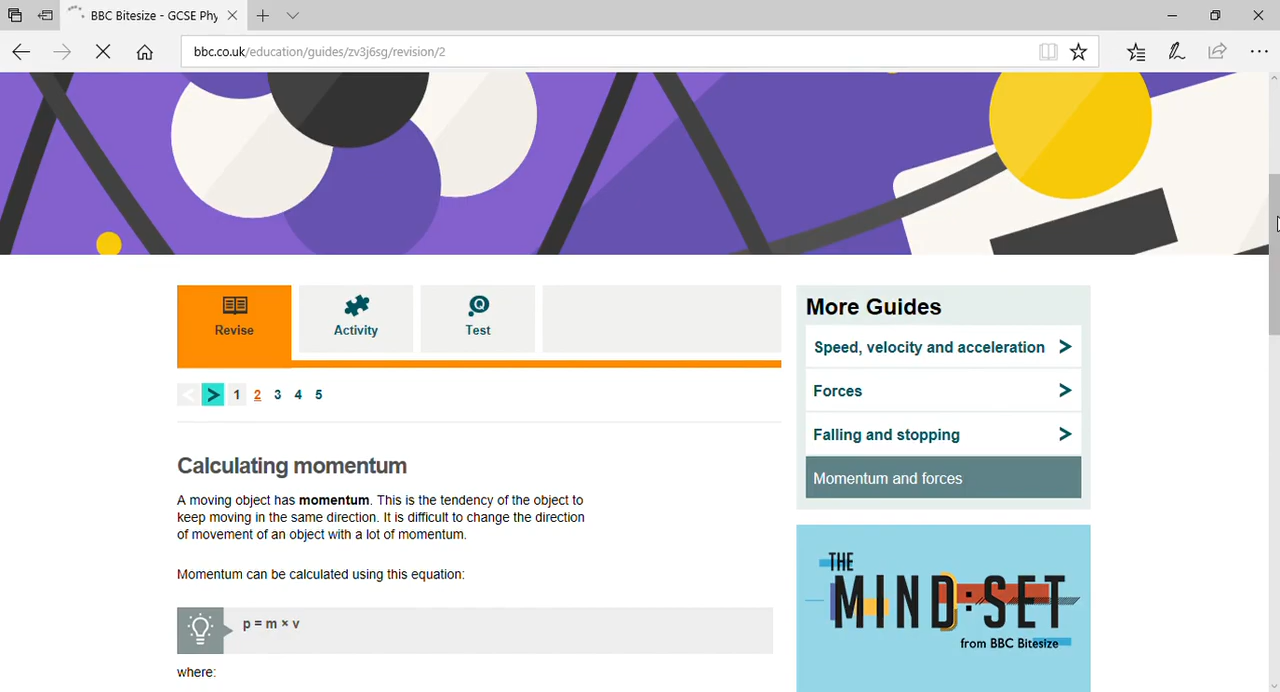 BBC Bitesize - GCSE Phy
bbc.co.uk/education/guides/zv3j6sg/revision/2
Revise
Activity
Q
Test
1 2 3 4 5
Calculating momentum
A moving object has momentum. This is the tendency of the object to
keep moving in the same direction. It is difficult to change the direction
of movement of an object with a lot of momentum.
Momentum can be calculated using this equation:
p = m × v
where:
More Guides
Speed, velocity and acceleration
Forces
Falling and stopping
Momentum and forces
THE
MIND:SET
from BBC Bitesize